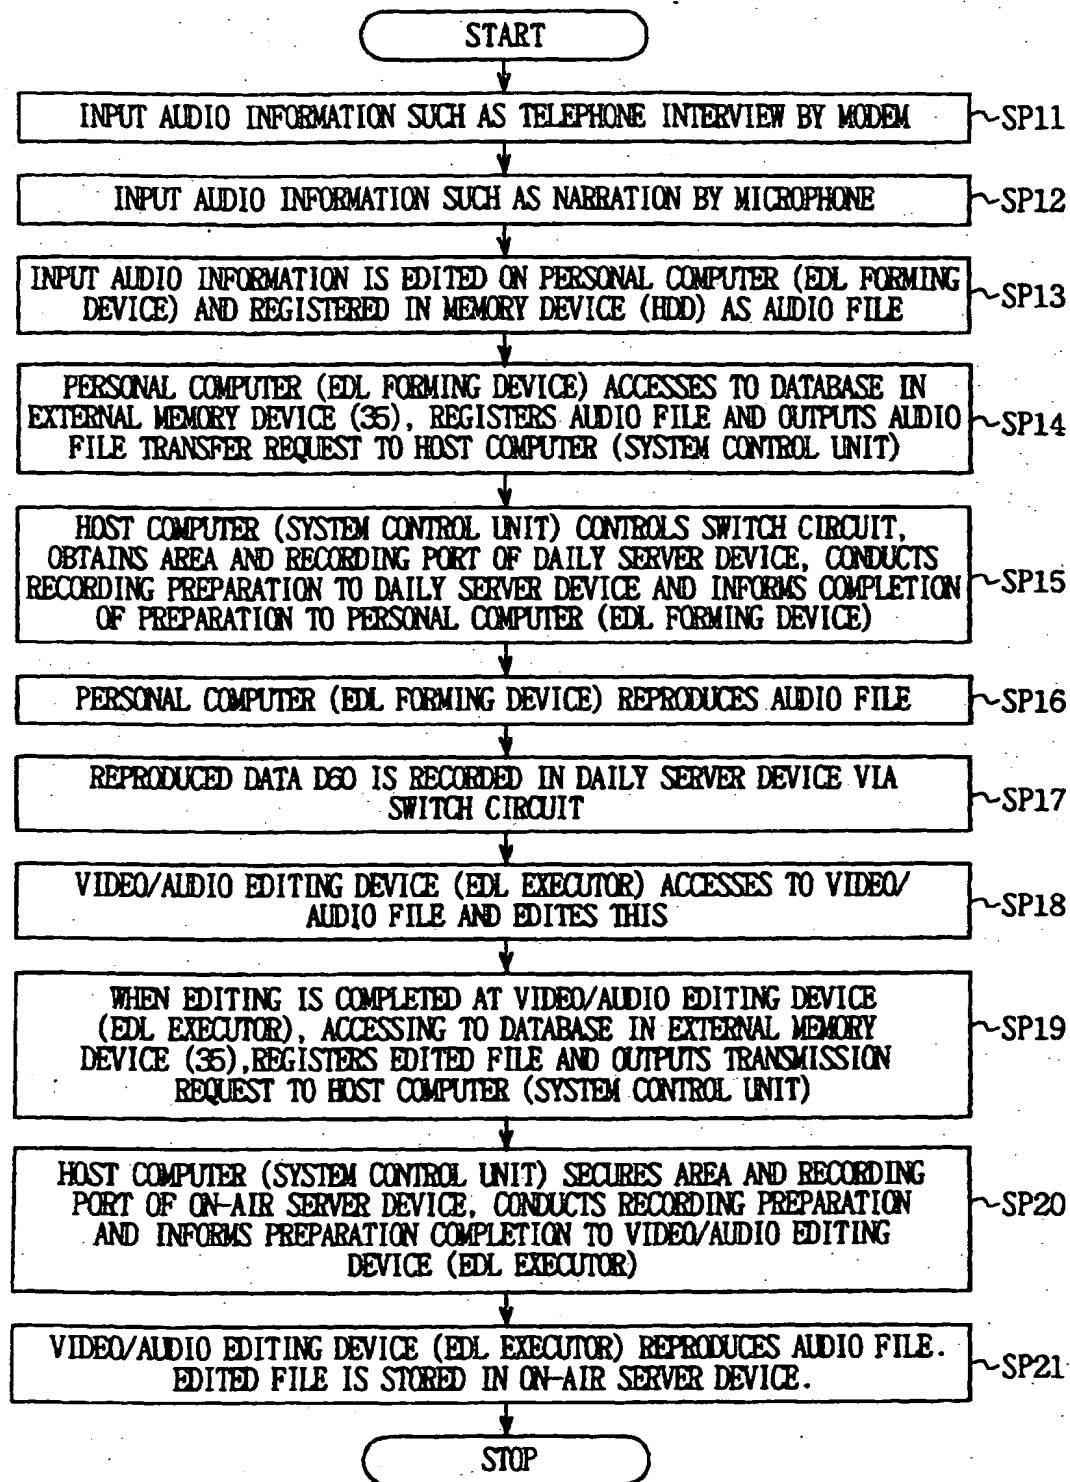 START
INPUT AUDIO INFORMATION SUCH AS TELEPHONE INTERVIEW BY MODEM
SP11
INPUT AUDIO INFORMATION SUCH AS NARRATION BY MICROPHONE
SP12
INPUT AUDIO INFORMATION IS EDITED ON PERSONAL COMPUTER (EDL FORMING
DEVICE) AND REGISTERED IN MEMORY DEVICE (HDD) AS AUDIO FILE
SP13
PERSONAL COMPUTER (EDL FORMING DEVICE) ACCESSES TO DATABASE IN
EXTERNAL MEMORY DEVICE (35), REGISTERS AUDIO FILE AND OUTPUTS AUDIO
FILE TRANSFER REQUEST TO HOST COMPUTER (SYSTEM CONTROL UNIT)
SP14
HOST COMPUTER (SYSTEM CONTROL UNIT) CONTROLS SWITCH CIRCUIT,
OBTAINS AREA AND RECORDING PORT OF DAILY SERVER DEVICE, CONDUCTS
RECORDING PREPARATION TO DAILY SERVER DEVICE AND INFORMS COMPLETION
OF PREPARATION TO PERSONAL COMPUTER (EDL FORMING DEVICE)
SP15
PERSONAL COMPUTER (EDL FORMING DEVICE) REPRODUCES AUDIO FILE
SP16
REPRODUCED DATA D60 IS RECORDED IN DAILY SERVER DEVICE VIA
SWITCH CIRCUIT
SP17
VIDEO/AUDIO EDITING DEVICE (EDL EXECUTOR) ACCESSES TO VIDEO/
AUDIO FILE AND EDITES THIS
SP18
WHEN EDITING IS COMPLETED AT VIDEO/AUDIO EDITING DEVICE
(EDL EXECUTOR), ACCESSING TO DATABASE IN EXTERNAL MEMORY
DEVICE (35),REGISTERS EDITED FILE AND OUTPUTS TRANSMISSION
REQUEST TO HOST COMPUTER (SYSTEM CONTROL UNIT)
SP19
HOST COMPUTER (SYSTEM CONTROL UNIT) SECURES AREA AND RECORDING
PORT OF ON-AIR SERVER DEVICE, CONDUCTS RECORDING PREPARATION
AND INFORMS PREPARATION COMPLETION TO VIDEO/AUDIO EDITING
DEVICE (EDL EXECUTOR)
SP20
VIDEO/AUDIO EDITING DEVICE (EDL EXECUTOR) REPRODUCES AUDIO FILE.
EDITED FILE IS STORED IN ON-AIR SERVER DEVICE.
SP21
STOP